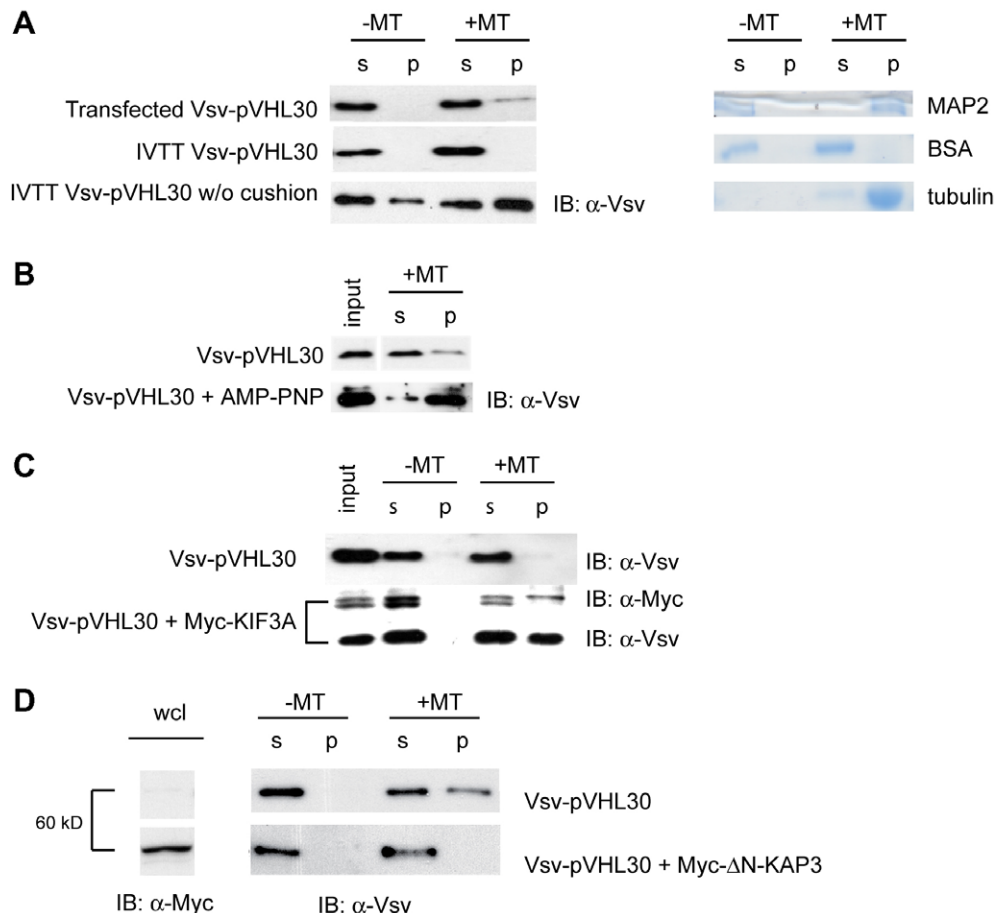 A
-MT +MT
s p s p
Transfected Vsv-pVHL30
IVTT Vsv-pVHL30
IVTT Vsv-pVHL30 w/o cushion
IB: α-Vsv
-MT +MT
s p s p
MAP2
BSA
tubulin
B
input
+MT
s p
Vsv-pVHL30
Vsv-pVHL30 + AMP-PNP
IB: α-Vsv
C
input
-MT +MT
s p s p
Vsv-pVHL30
IB: α-Vsv
IB: α-Myc
Vsv-pVHL30 + Myc-KIF3A
IB: α-Vsv
D
wcl
-MT +MT
s p s p
60 kD
Vsv-pVHL30
Vsv-pVHL30 + Myc-ΔN-KAP3
IB: α-Myc
IB: α-Vsv